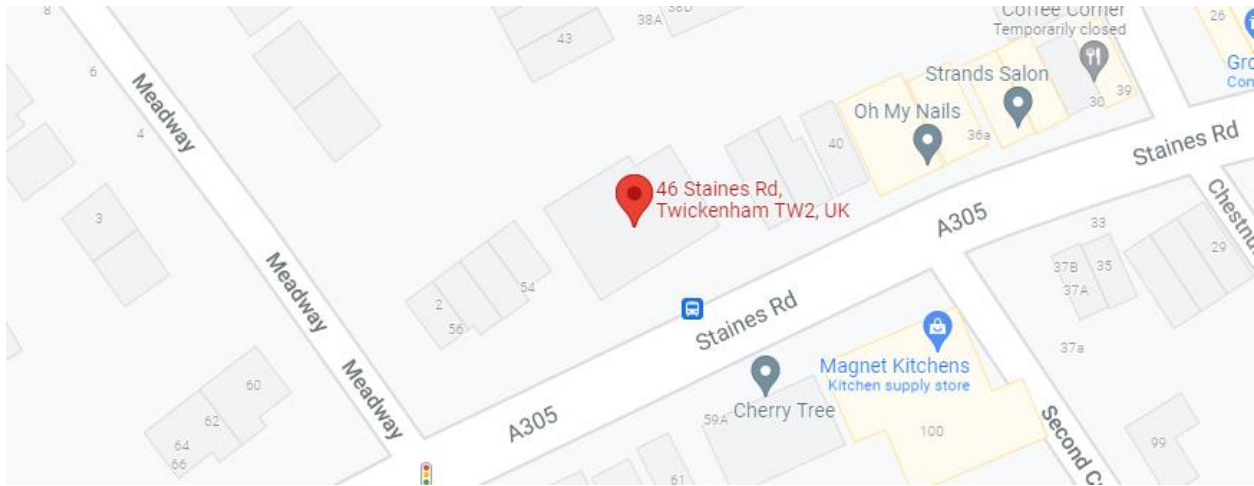 8
38A
38D
43
Coffee Corner
Temporarily closed
26
Gro
Con
6
Meadway
4
Strands Salon
30
39
Oh My Nails
36a
40
Staines Rd
46 Staines Rd,
Twickenham TW2, UK
3
A305
Chestnu
33
29
37B
35
37A
Meadway
2
54
56
Staines Rd
Magnet Kitchens
Kitchen supply store
37a
Meadway
60
62
64
66
Cherry Tree
59A
A305
100
61
Second C
99